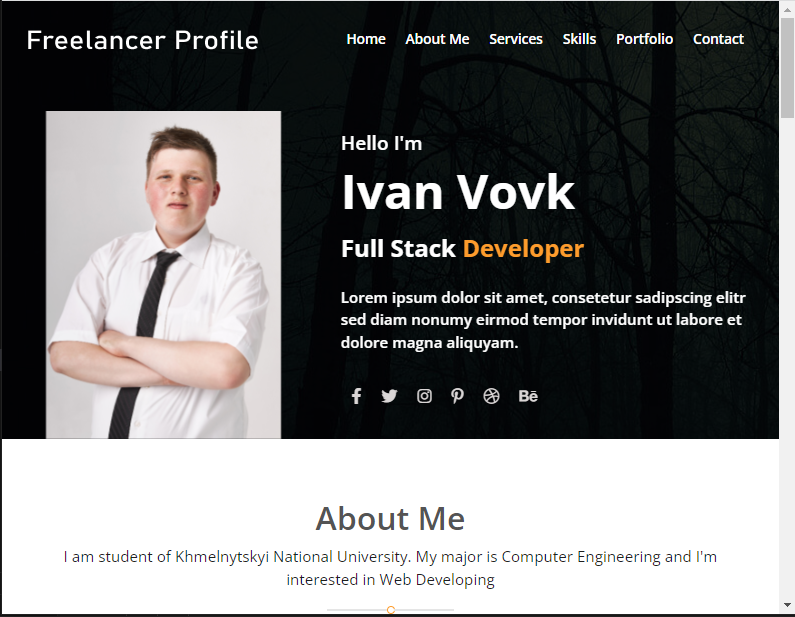 Freelancer Profile
Home About Me Services Skills Portfolio Contact
Hello I'm
Ivan Vovk
Full Stack Developer
Lorem ipsum dolor sit amet, consetetur sadipscing elitr
sed diam nonumy eirmod tempor invidunt ut labore et
dolore magna aliquyam.
Bē
About Me
I am student of Khmelnytskyi National University. My major is Computer Engineering and I'm
interested in Web Developing